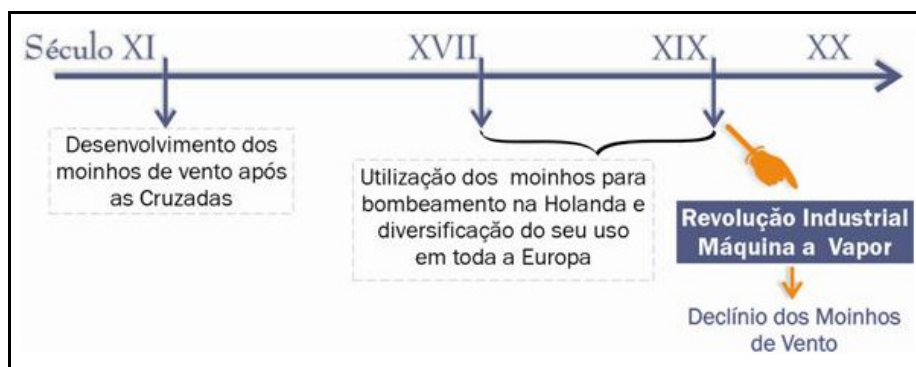 Século XI
XVII
XIX
XX
Desenvolvimento dos
moinhos de vento após
as Cruzadas
Utilização dos moinhos para
bombeamento na Holanda e
diversificação do seu uso
em toda a Europa
Revolução Industrial
Máquina a Vapor
Declínio dos Moinhos
de Vento